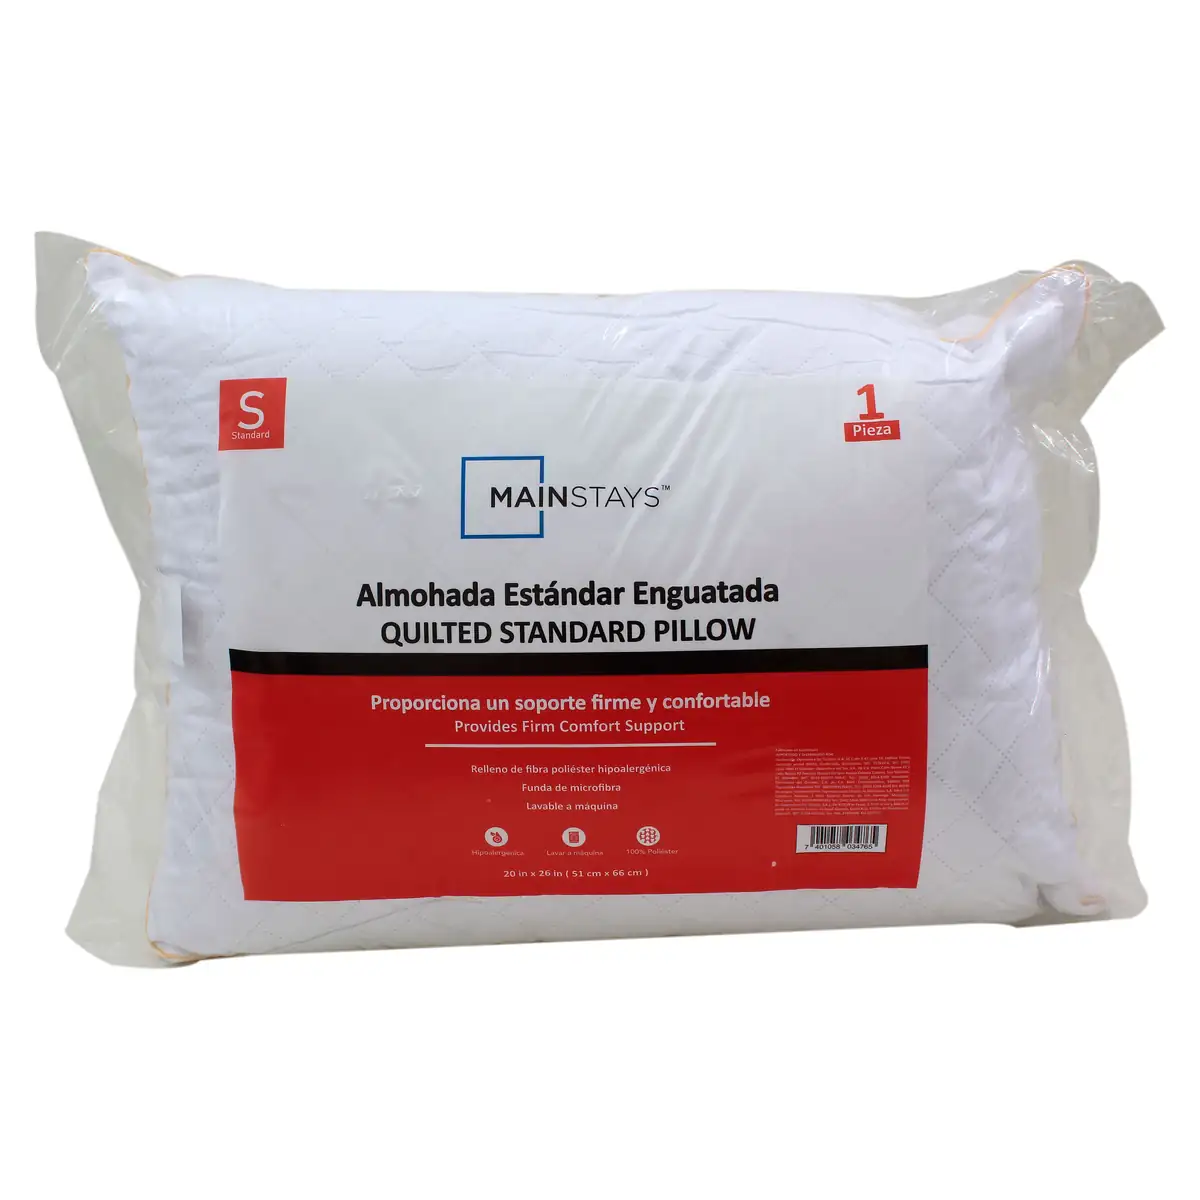 S
Standard
1
Pieza
MAINSTAYS™
Almohada Estándar Enguatada
QUILTED STANDARD PILLOW
Proporciona un soporte firme y confortable
Provides Firm Comfort Support
Relleno de fibra poliéster hipoalergénica
Funda de microfibra
Lavable a máquina
Hipoalergenica Lavar a máquina 100% Poliéster
20 in x 26 in ( 51 cm x 66 cm )
7 401058 034765